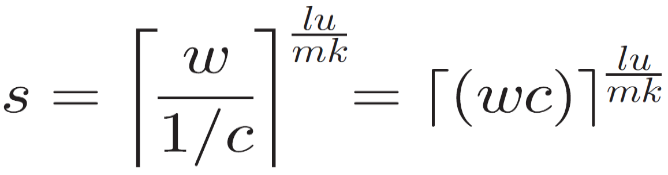 s = ⌈ w / (1/c) ⌉^(lu/mk) = ⌈(wc)⌉^(lu/mk)